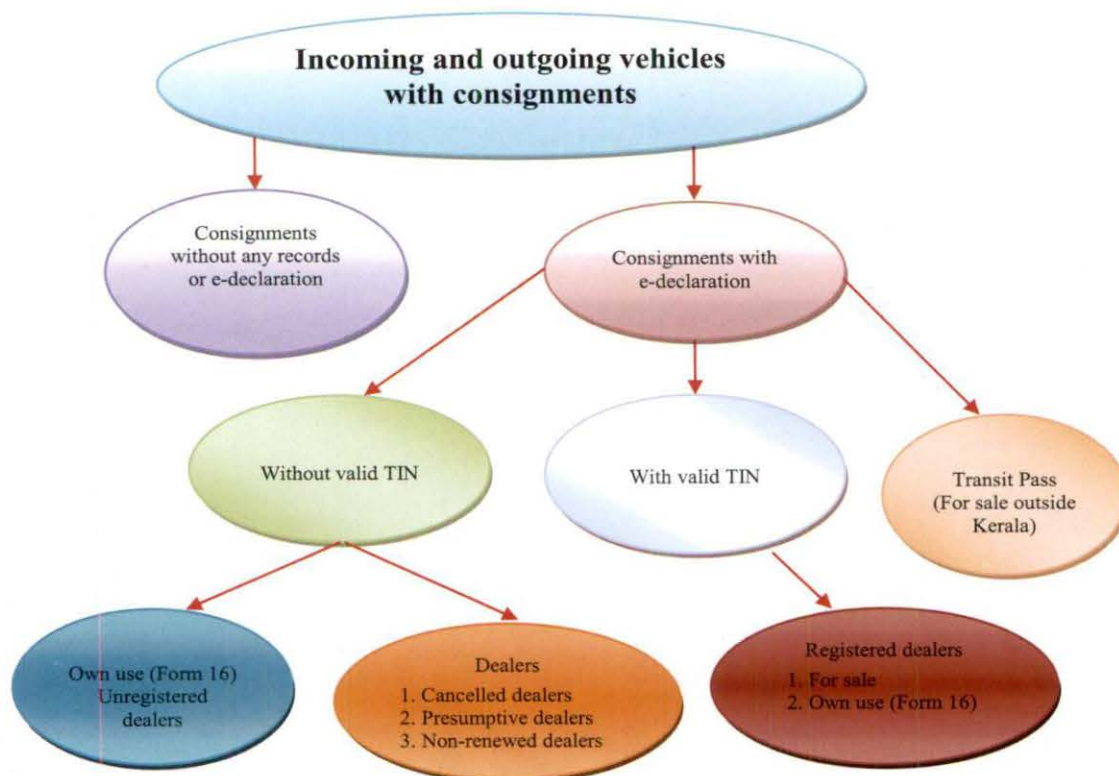 Incoming and outgoing vehicles
with consignments
Consignments
without any records
or e-declaration
Consignments with
e-declaration
Without valid TIN
With valid TIN
Transit Pass
(For sale outside
Kerala)
Own use (Form 16)
Unregistered
dealers
Dealers
1. Cancelled dealers
2. Presumptive dealers
3. Non-renewed dealers
Registered dealers
1. For sale
2. Own use (Form 16)